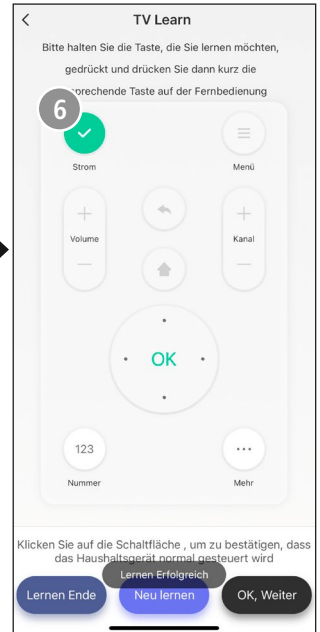 TV Learn
Bitte halten Sie die Taste, die Sie lernen möchten,
gedrückt und drücken Sie dann kurz die
prechende Taste auf der Fernbedienung
6
Strom
Menü
Volume
Kanal
OK
123
Nummer
Mehr
Klicken Sie auf die Schaltfläche , um zu bestätigen, dass
das Haushaltsgerät normal gesteuert wird
Lernen Erfolgreich
Lernen Ende
Neu lernen
OK, Weiter